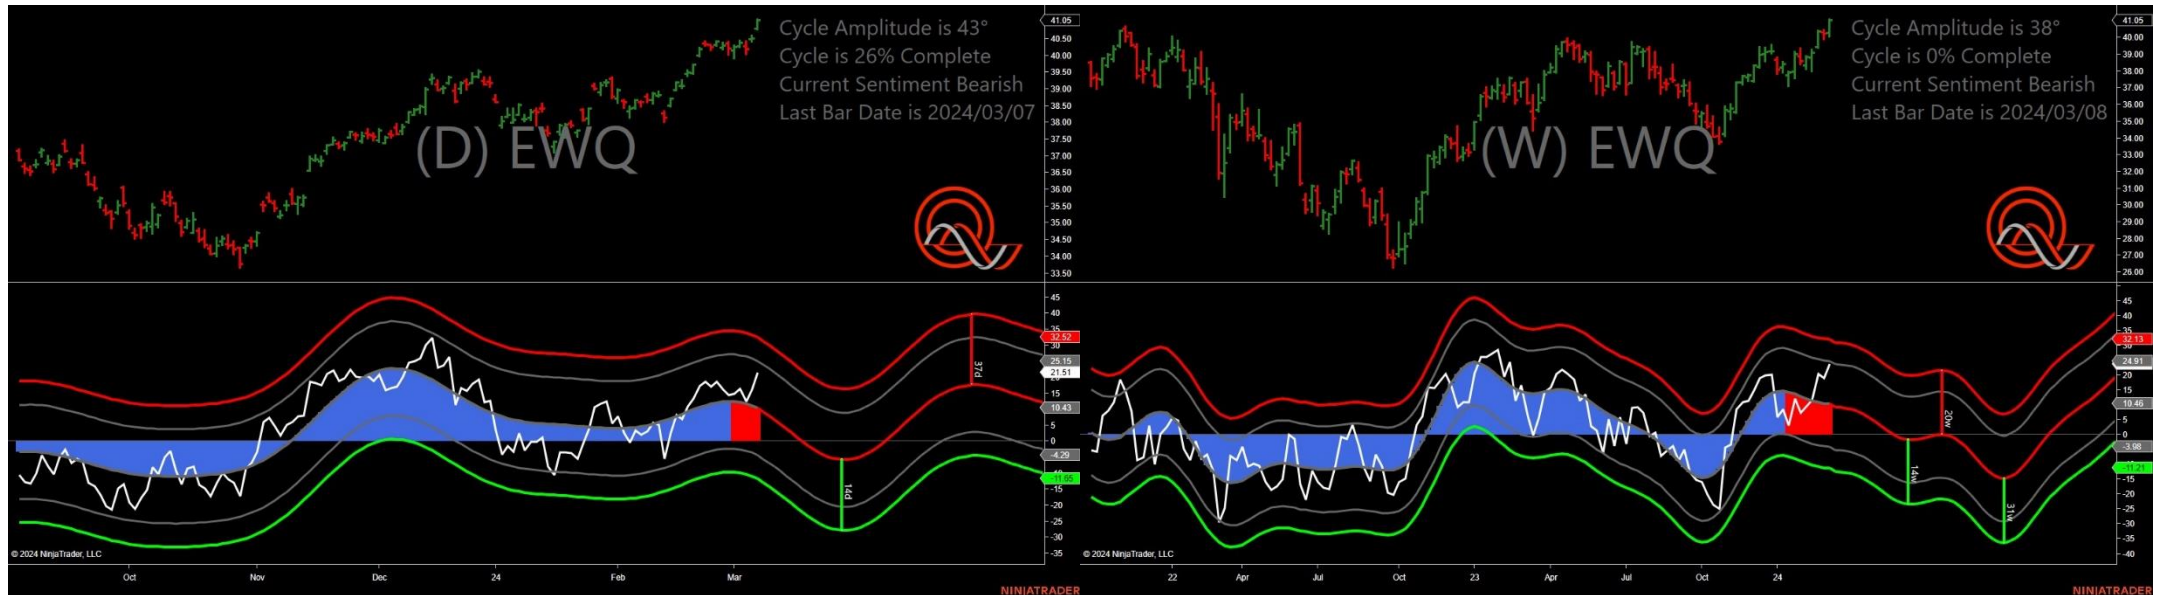 Cycle Amplitude is 43°
Cycle is 26% Complete
Current Sentiment Bearish
Last Bar Date is 2024/03/07
(D) EWQ
41.05
40.50
40.00
39.50
39.00
38.50
38.00
37.50
37.00
36.50
36.00
35.50
35.00
34.50
34.00
33.50
45
40
35
32.52
30
25.15
21.51
15
10.43
5
0
-4.29
-11.65
-15
-20
-25
-30
-35
37d
14d
© 2024 NinjaTrader, LLC
Oct
Nov
Dec
24
Feb
Mar
NINJATRADER
Cycle Amplitude is 38°
Cycle is 0% Complete
Current Sentiment Bearish
Last Bar Date is 2024/03/08
(W) EWQ
41.05
40.00
39.00
38.00
37.00
36.00
35.00
34.00
33.00
32.00
31.00
30.00
29.00
28.00
27.00
26.00
45
40
35
32.13
24.91
20
15
10.46
5
0
-3.98
-11.21
-15
-20
-25
-30
-35
-40
20w
14w
31w
© 2024 NinjaTrader, LLC
22
Apr
Jul
Oct
23
Apr
Jul
Oct
24
NINJATRADER